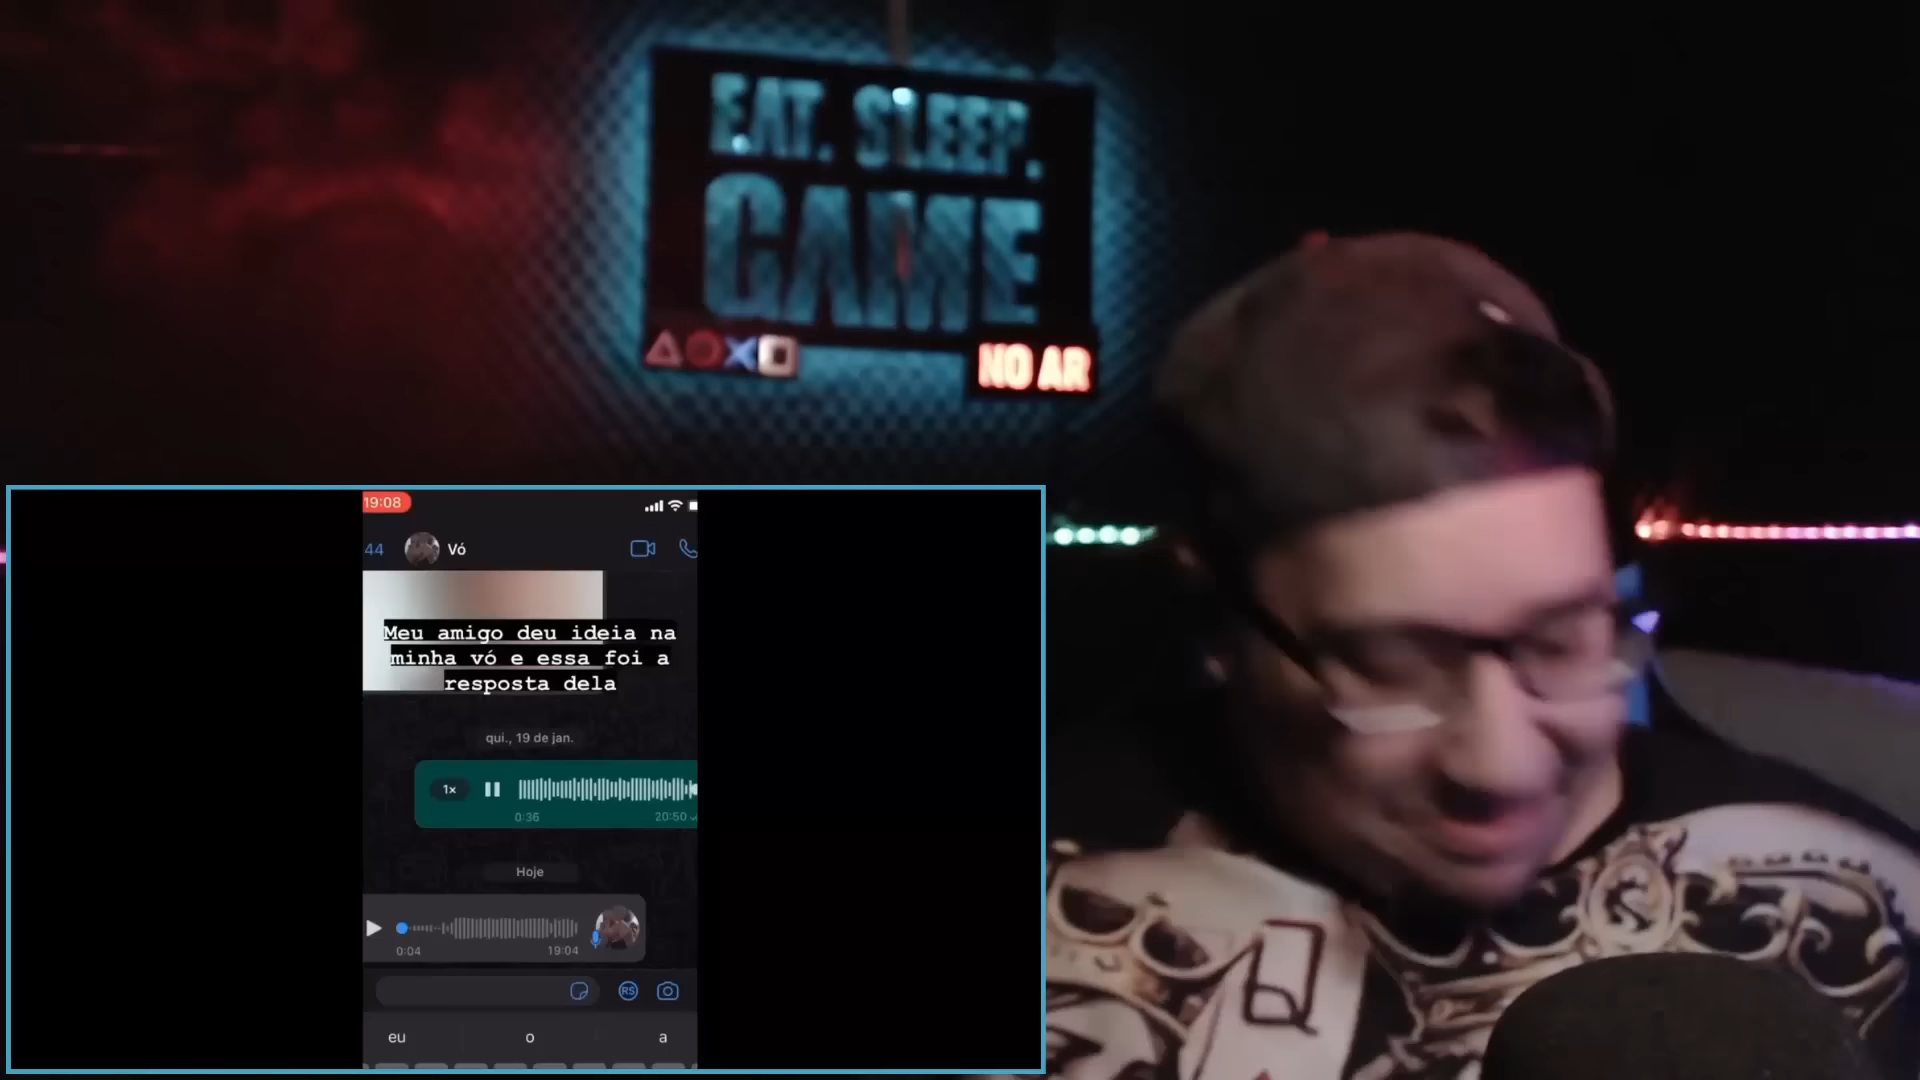 EAT. SLEEP.
GAME
NO AR
19:08
44
Vó
Meu amigo deu ideia na
minha vó e essa foi a
resposta dela
qui., 19 de jan.
1×
0:36
20:50
Hoje
0:04
19:04
R$
eu
o
a
Q